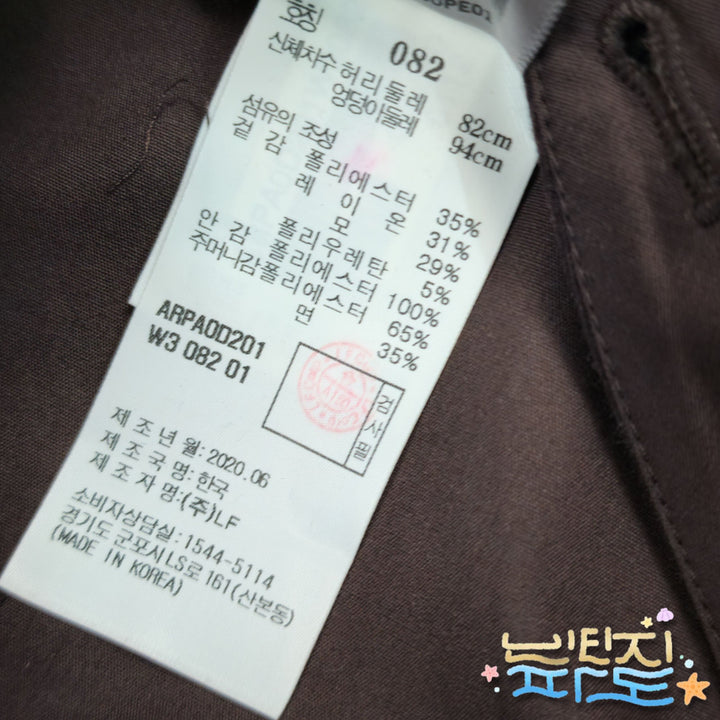 호칭 082
신체치수 허리둘레 82cm
엉덩이둘레 94cm
섬유의 조성
겉감 폴리에스터 35%
레이온 31%
모 29%
폴리우레탄 5%
안감 폴리에스터 100%
주머니감폴리에스터 65%
면 35%
ARPA0D201
W3 082 01
검사필
제조년월:2020.06
제조국명:한국
제조자명:(주)LF
소비자상담실:1544-5114
경기도 군포시LS로 161(산본동)
(MADE IN KOREA)